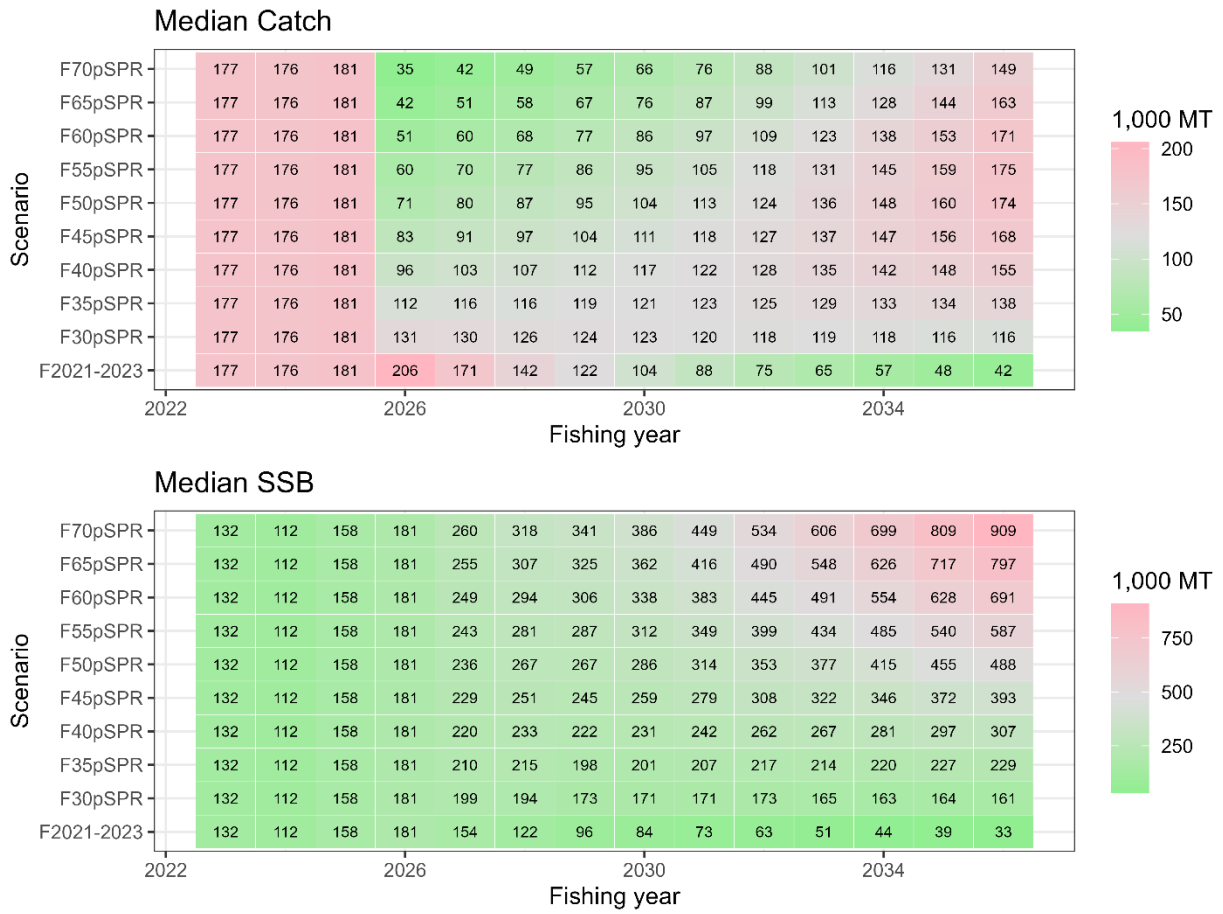 Median Catch
Scenario
1,000 MT
F70pSPR 177 176 181 35 42 49 57 66 76 88 101 116 131 149
F65pSPR 177 176 181 42 51 58 67 76 87 99 113 128 144 163
F60pSPR 177 176 181 51 60 68 77 86 97 109 123 138 153 171
F55pSPR 177 176 181 60 70 77 86 95 105 118 131 145 159 175
F50pSPR 177 176 181 71 80 87 95 104 113 124 136 148 160 174
F45pSPR 177 176 181 83 91 97 104 111 118 127 137 147 156 168
F40pSPR 177 176 181 96 103 107 112 117 122 128 135 142 148 155
F35pSPR 177 176 181 112 116 116 119 121 123 125 129 133 134 138
F30pSPR 177 176 181 131 130 126 124 123 120 118 119 118 116 116
F2021-2023 177 176 181 206 171 142 122 104 88 75 65 57 48 42
200
150
100
50
2022 2026 2030 2034
Fishing year
Median SSB
Scenario
1,000 MT
F70pSPR 132 112 158 181 260 318 341 386 449 534 606 699 809 909
F65pSPR 132 112 158 181 255 307 325 362 416 490 548 626 717 797
F60pSPR 132 112 158 181 249 294 306 338 383 445 491 554 628 691
F55pSPR 132 112 158 181 243 281 287 312 349 399 434 485 540 587
F50pSPR 132 112 158 181 236 267 267 286 314 353 377 415 455 488
F45pSPR 132 112 158 181 229 251 245 259 279 308 322 346 372 393
F40pSPR 132 112 158 181 220 233 222 231 242 262 267 281 297 307
F35pSPR 132 112 158 181 210 215 198 201 207 217 214 220 227 229
F30pSPR 132 112 158 181 199 194 173 171 171 173 165 163 164 161
F2021-2023 132 112 158 181 154 122 96 84 73 63 51 44 39 33
750
500
250
2022 2026 2030 2034
Fishing year